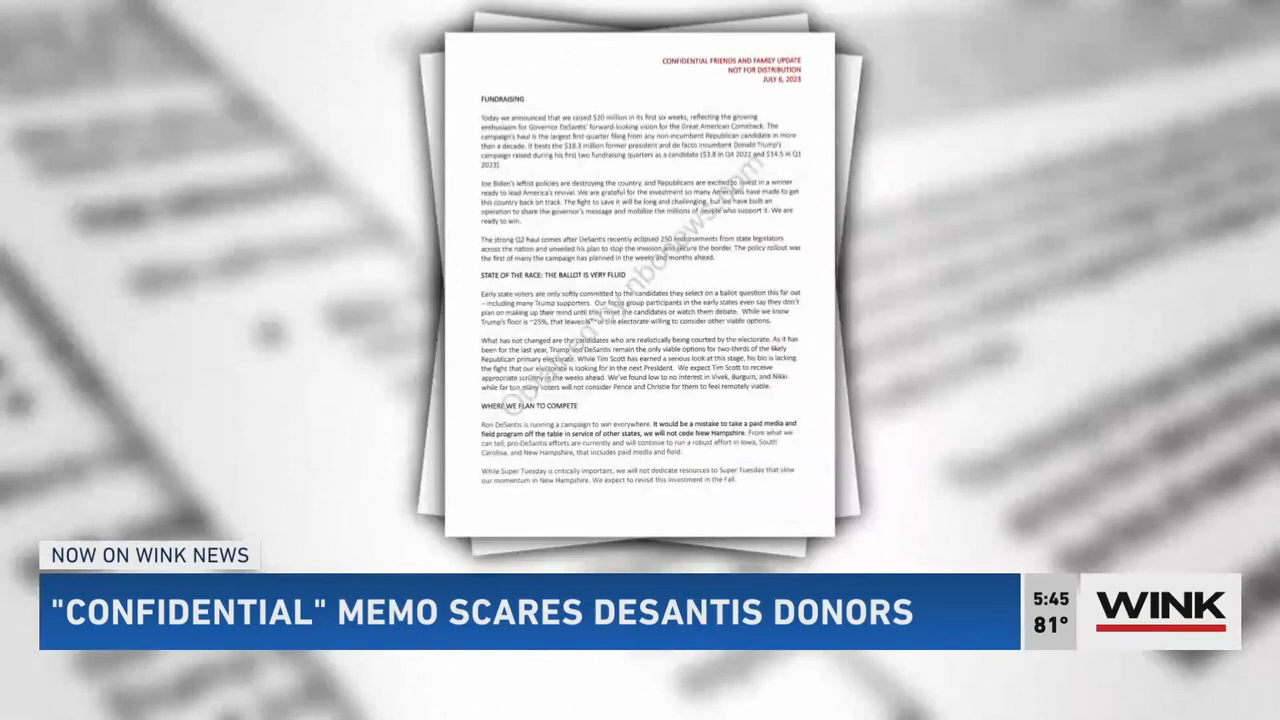 CONFIDENTIAL FRIENDS AND FAMILY UPDATE
NOT FOR DISTRIBUTION
JULY 6, 2023
FUNDRAISING
Today we announced that we raised $20 million in its first six weeks, reflecting the growing
enthusiasm for Governor DeSantis' forward-looking vision for the Great American Comeback. The
campaign's haul is the largest first-quarter filing from any non-incumbent Republican candidate in more
than a decade. It bests the $18.3 million former president and de facto incumbent Donald Trump's
campaign raised during his first two fundraising quarters as a candidate ($3.8 in Q4 2022 and $14.5 in Q1
2023).
Joe Biden's leftist policies are destroying the country, and Republicans are excited to invest in a winner
ready to lead America's revival. We are grateful for the investment so many Americans have made to get
this country back on track. The fight to save it will be long and challenging, but we have built an
operation to share the governor's message and mobilize the millions of people who support it. We are
ready to win.
The strong Q2 haul comes after DeSantis recently eclipsed 250 endorsements from state legislators
across the nation and unveiled his plan to stop the invasion and secure the border. The policy rollout was
the first of many the campaign has planned in the weeks and months ahead.
STATE OF THE RACE: THE BALLOT IS VERY FLUID
Early state voters are only softly committed to the candidates they select on a ballot question this far out
– including many Trump supporters. Our focus group participants in the early states even say they don't
plan on making up their mind until they meet the candidates or watch them debate. While we know
Trump's floor is ~25%, that leaves of the electorate willing to consider other viable options.
What has not changed are the candidates who are realistically being courted by the electorate. As it has
been for the last year, Trump and DeSantis remain the only viable options for two-thirds of the likely
Republican primary electorate. While Tim Scott has earned a serious look at this stage, his bio is lacking
the fight that our electorate is looking for in the next President. We expect Tim Scott to receive
appropriate scrutiny in the weeks ahead. We've found low to no interest in Vivek, Burgum, and Nikki
while far too many voters will not consider Pence and Christie for them to feel remotely viable.
WHERE WE PLAN TO COMPETE
Ron DeSantis is running a campaign to win everywhere. It would be a mistake to take a paid media and
field program off the table in service of other states, we will not cede New Hampshire. From what we
can tell, pro-DeSantis efforts are currently and will continue to run a robust effort in Iowa, South
Carolina, and New Hampshire, that includes paid media and field.
While Super Tuesday is critically important, we will not dedicate resources to Super Tuesday that slow
our momentum in New Hampshire. We expect to revisit this investment in the Fall.
Obtained by nbcnews.com
NOW ON WINK NEWS
"CONFIDENTIAL" MEMO SCARES DESANTIS DONORS
5:45
81°
WINK